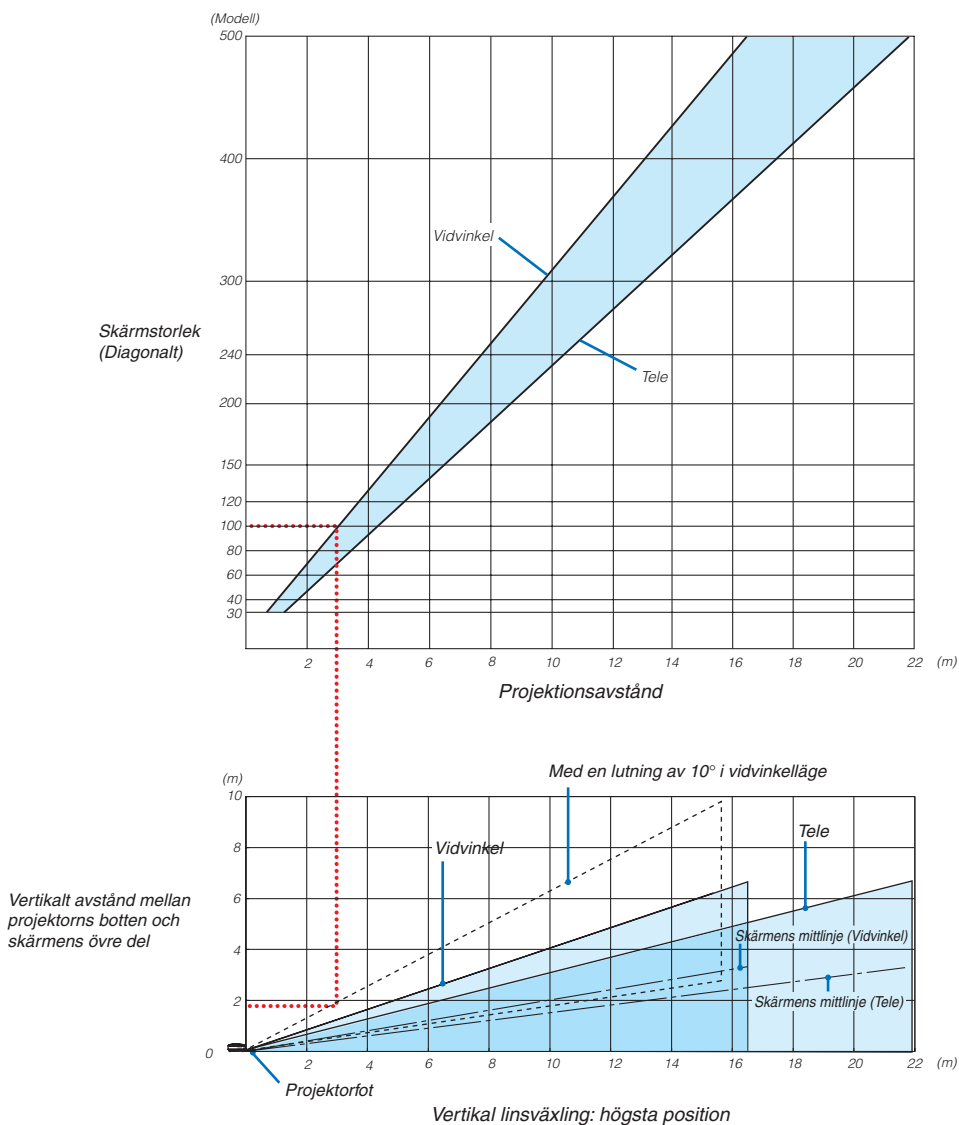 (Modell)
500
400
Vidvinkel
300
Skärmstorlek
(Diagonalt)
240
Tele
200
150
120
100
80
60
40
30
2 4 6 8 10 12 14 16 18 20 22 (m)
Projektionsavstånd
Med en lutning av 10° i vidvinkelläge
(m)
10
Tele
Vidvinkel
8
6
Vertikalt avstånd mellan
projektorns botten och
skärmens övre del
4
Skärmens mittlinje (Vidvinkel)
2
Skärmens mittlinje (Tele)
0
2 4 6 8 10 12 14 16 18 20 22 (m)
Projektorfot
Vertikal linsväxling: högsta position